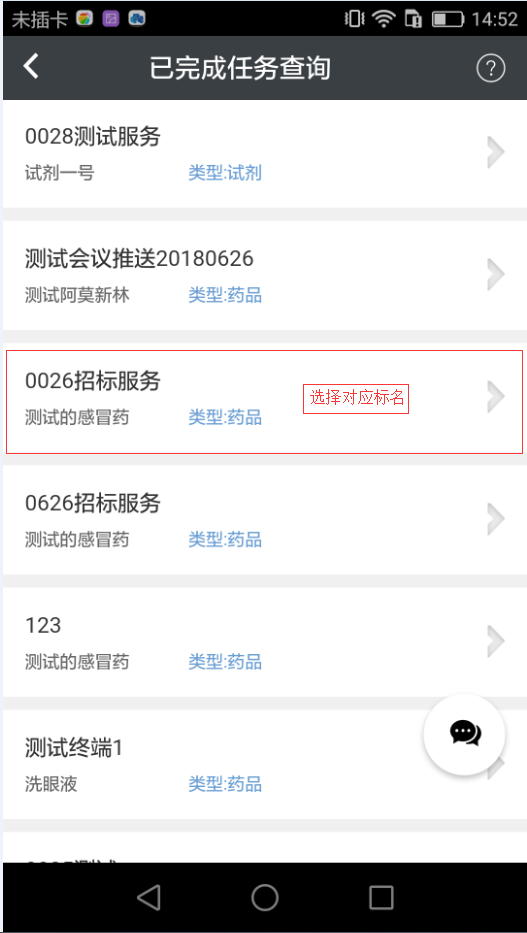 未插卡 14:52
已完成任务查询 ?
0028测试服务
试剂一号 类型:试剂
测试会议推送20180626
测试阿莫新林 类型:药品
0026招标服务
选择对应标名
测试的感冒药 类型:药品
0626招标服务
测试的感冒药 类型:药品
123
测试的感冒药 类型:药品
测试终端1
洗眼液 类型:药品